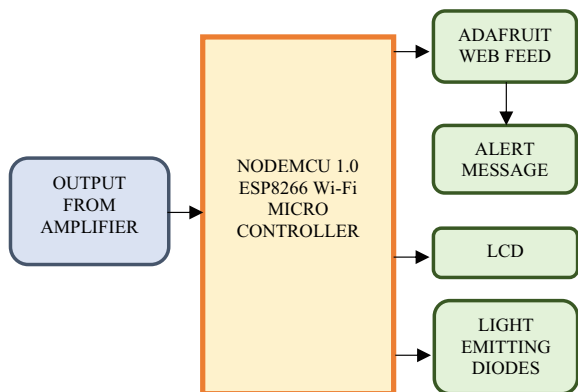 OUTPUT
FROM
AMPLIFIER
NODEMCU 1.0
ESP8266 Wi-Fi
MICRO
CONTROLLER
ADAFRUIT
WEB FEED
ALERT
MESSAGE
LCD
LIGHT
EMITTING
DIODES